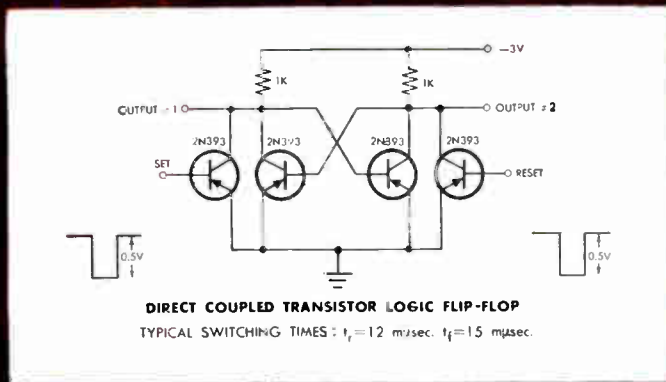 −3V
1K
1K
OUTPUT #1
OUTPUT #2
2N393
2N393
2N393
2N393
SET
RESET
0.5V
0.5V
DIRECT COUPLED TRANSISTOR LOGIC FLIP-FLOP
TYPICAL SWITCHING TIMES: tr=12 mμsec. tf=15 mμsec.